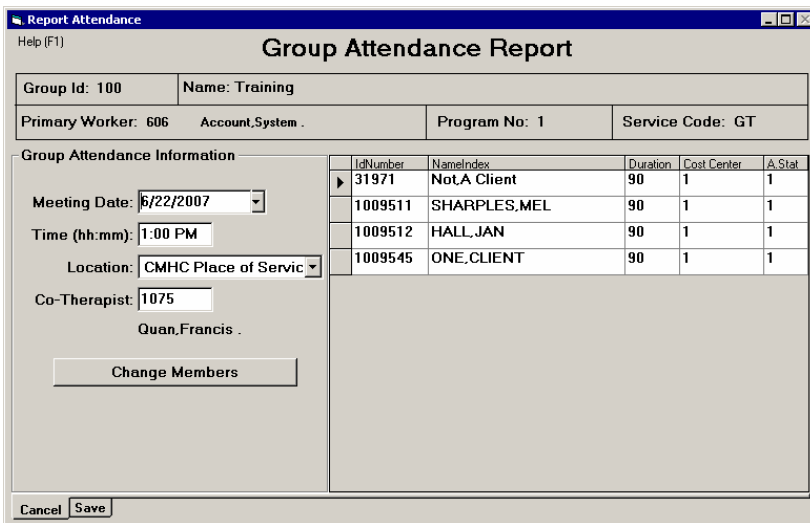 Report Attendance
Help (F1)
Group Attendance Report
Group Id: 100 Name: Training
Primary Worker: 606 Account,System . Program No: 1 Service Code: GT
Group Attendance Information
Meeting Date: 6/22/2007
Time (hh:mm): 1:00 PM
Location: CMHC Place of Servic
Co-Therapist: 1075
Quan,Francis .
Change Members
IdNumber NameIndex Duration Cost Center A.Stat
31971 Not,A Client 90 1 1
1009511 SHARPLES,MEL 90 1 1
1009512 HALL,JAN 90 1 1
1009545 ONE,CLIENT 90 1 1
Cancel Save